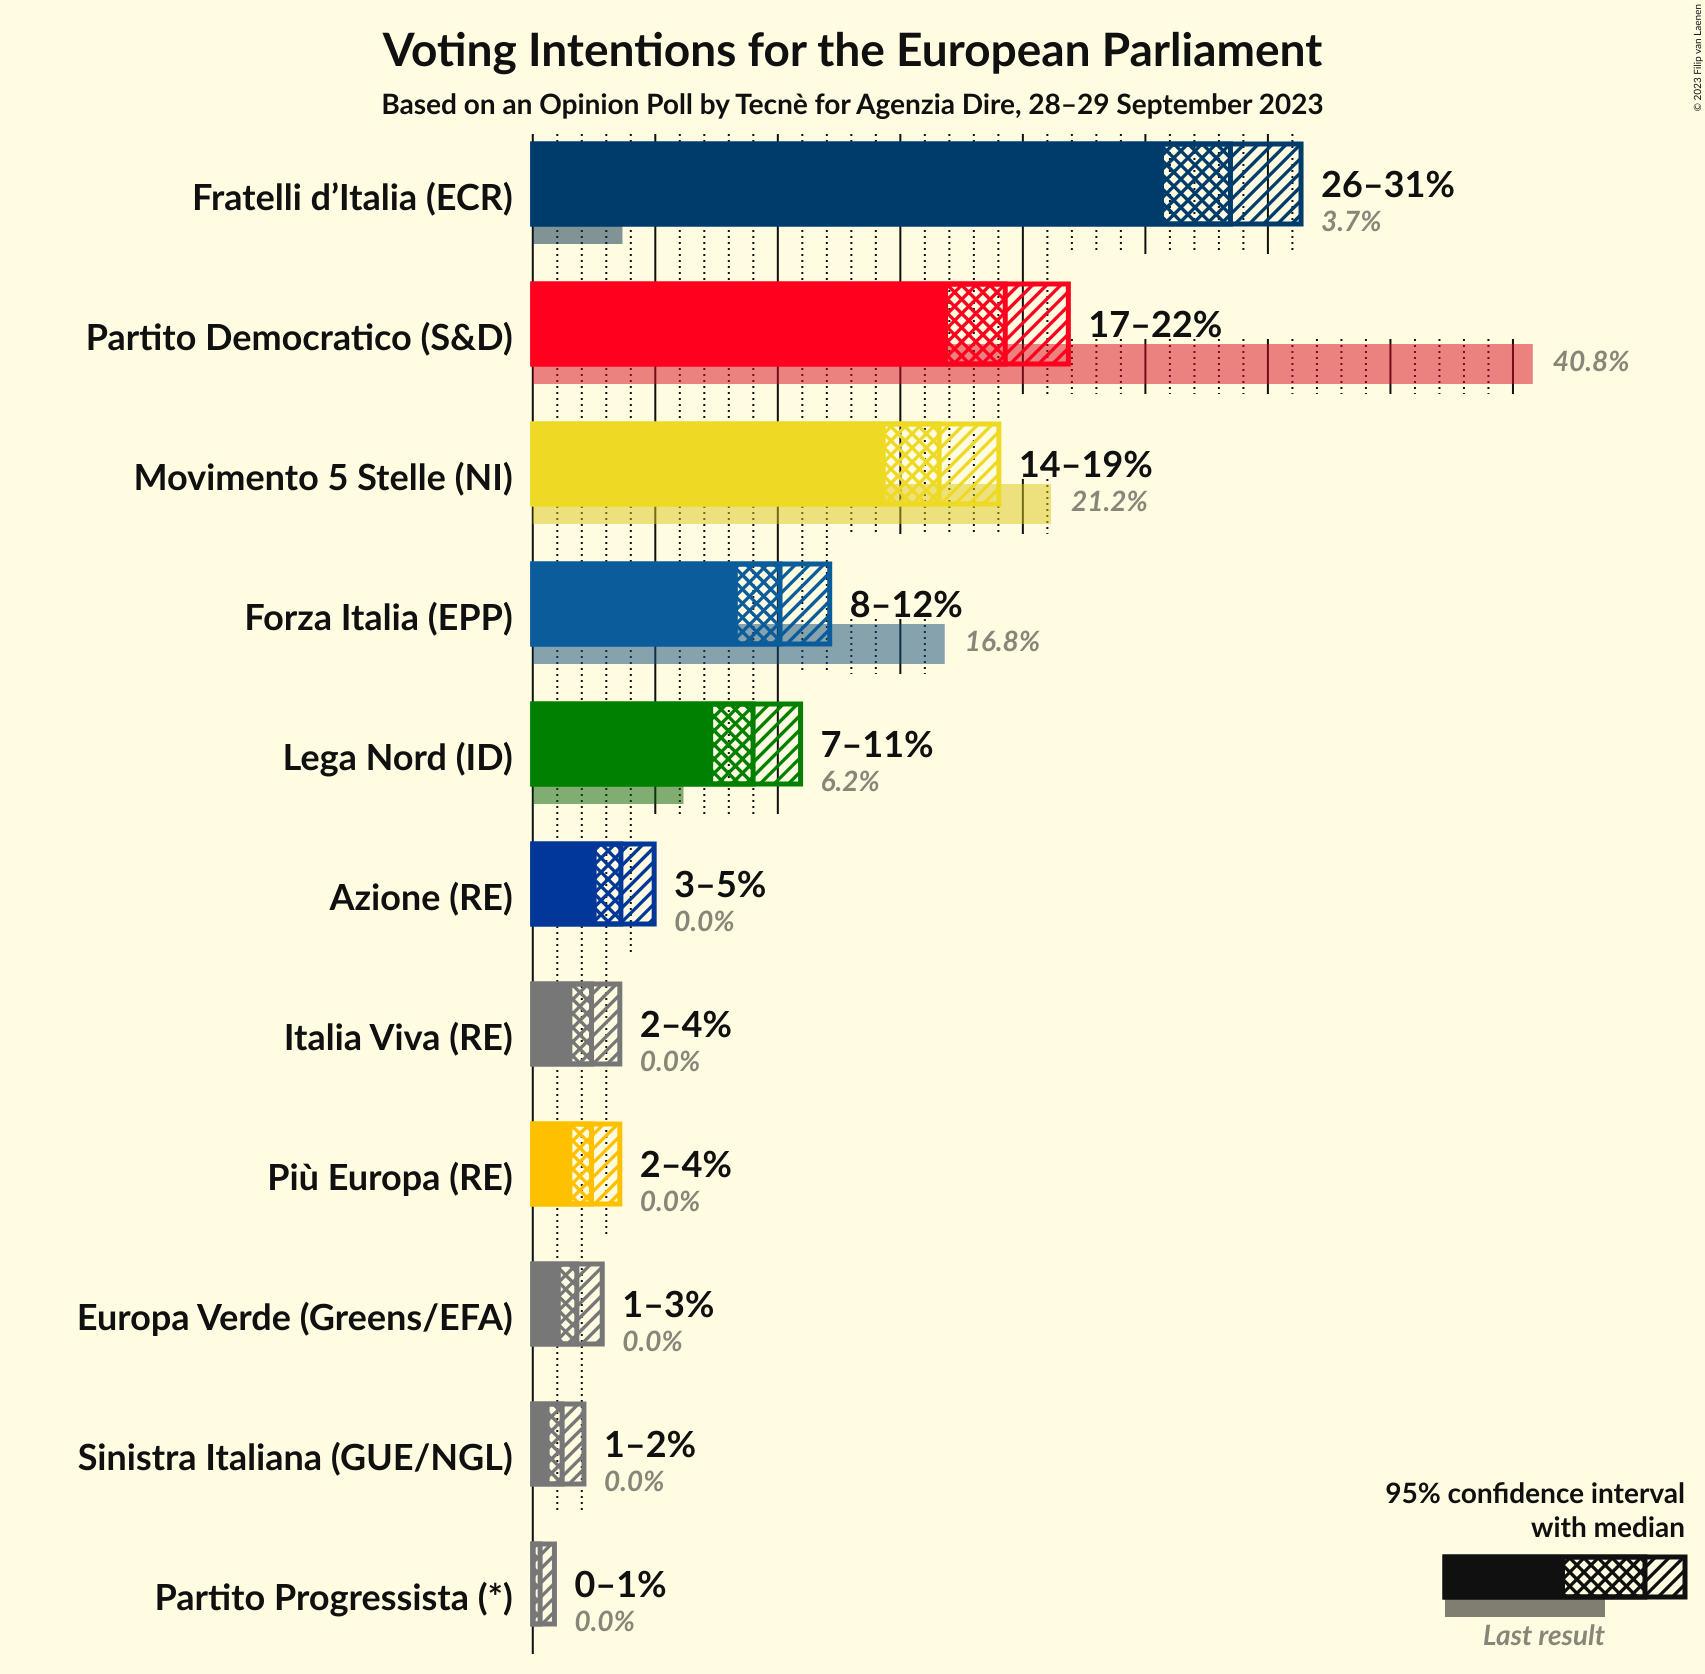 Voting Intentions for the European Parliament
Based on an Opinion Poll by Tecnè for Agenzia Dire, 28–29 September 2023
© 2023 Filip van Laenen
Fratelli d’Italia (ECR)
26–31%
3.7%
Partito Democratico (S&D)
17–22%
40.8%
Movimento 5 Stelle (NI)
14–19%
21.2%
Forza Italia (EPP)
8–12%
16.8%
Lega Nord (ID)
7–11%
6.2%
Azione (RE)
3–5%
0.0%
Italia Viva (RE)
2–4%
0.0%
Più Europa (RE)
2–4%
0.0%
Europa Verde (Greens/EFA)
1–3%
0.0%
Sinistra Italiana (GUE/NGL)
1–2%
0.0%
Partito Progressista (*)
0–1%
0.0%
95% confidence interval
with median
Last result